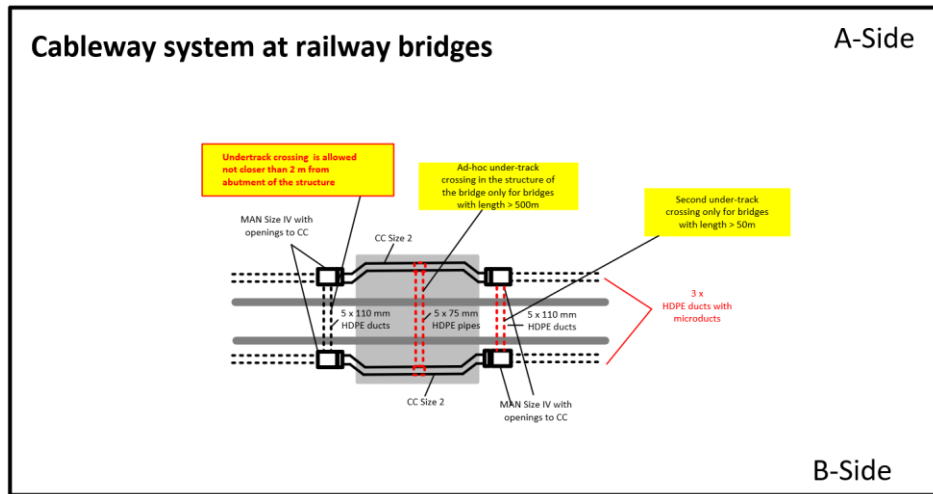 Cableway system at railway bridges
A-Side
Undertrack crossing is allowed
not closer than 2 m from
abutment of the structure
Ad-hoc under-track
crossing in the structure of
the bridge only for bridges
with length > 500m
Second under-track
crossing only for bridges
with length > 50m
MAN Size IV with
openings to CC
CC Size 2
5 x 110 mm
HDPE ducts
5 x 75 mm
HDPE pipes
5 x 110 mm
HDPE ducts
3 x
HDPE ducts with
microducts
CC Size 2
MAN Size IV with
openings to CC
B-Side